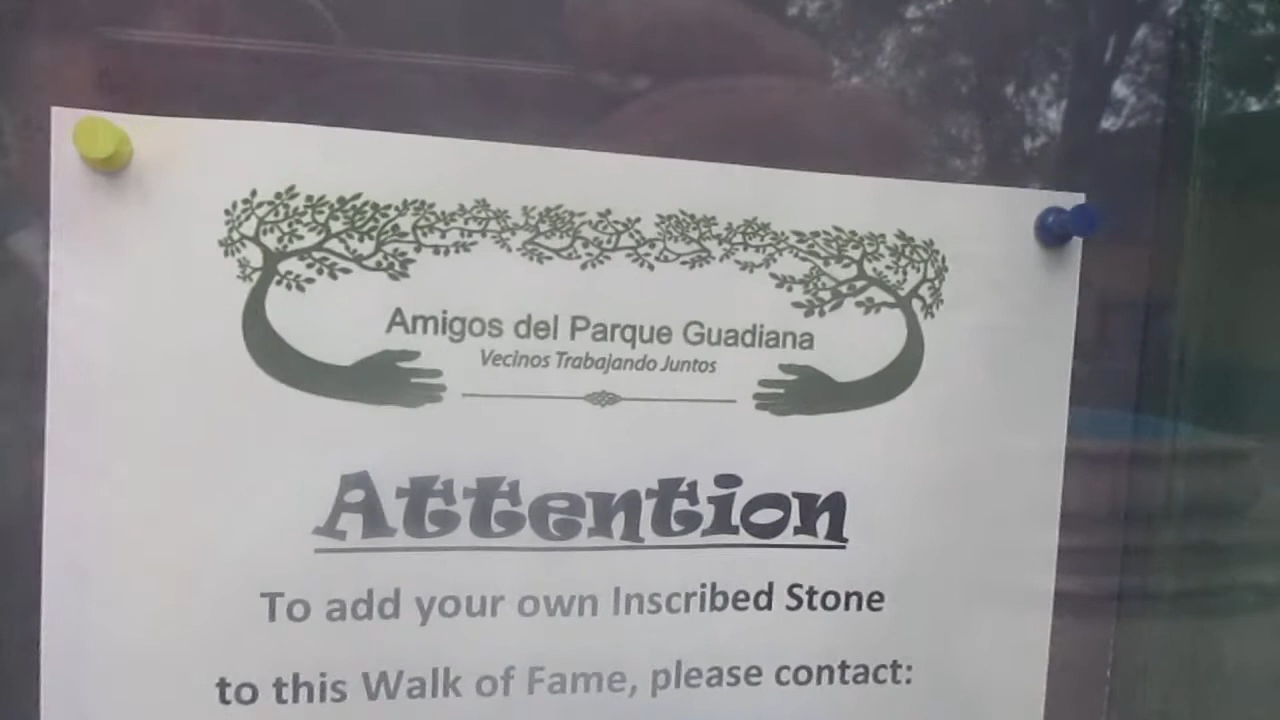 Amigos del Parque Guadiana
Vecinos Trabajando Juntos
Attention
To add your own Inscribed Stone
to this Walk of Fame, please contact: